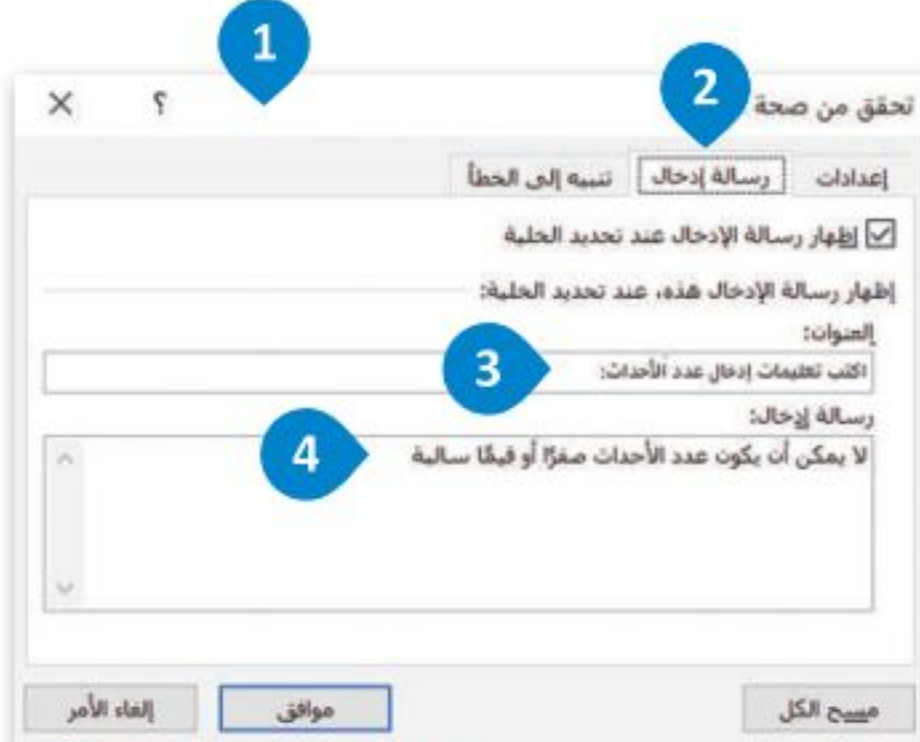 1
2
تحقق من صحة
؟ ×
إعدادات رسالة إدخال تنبيه إلى الخطأ
إظهار رسالة الإدخال عند تحديد الخلية
إظهار رسالة الإدخال هذه، عند تحديد الخلية:
العنوان:
اكتب تعليمات إدخال عدد الأحداث:
3
رسالة إدخال:
لا يمكن أن يكون عدد الأحداث صفرًا أو قيمًا سالبة
4
مسح الكل موافق إلغاء الأمر